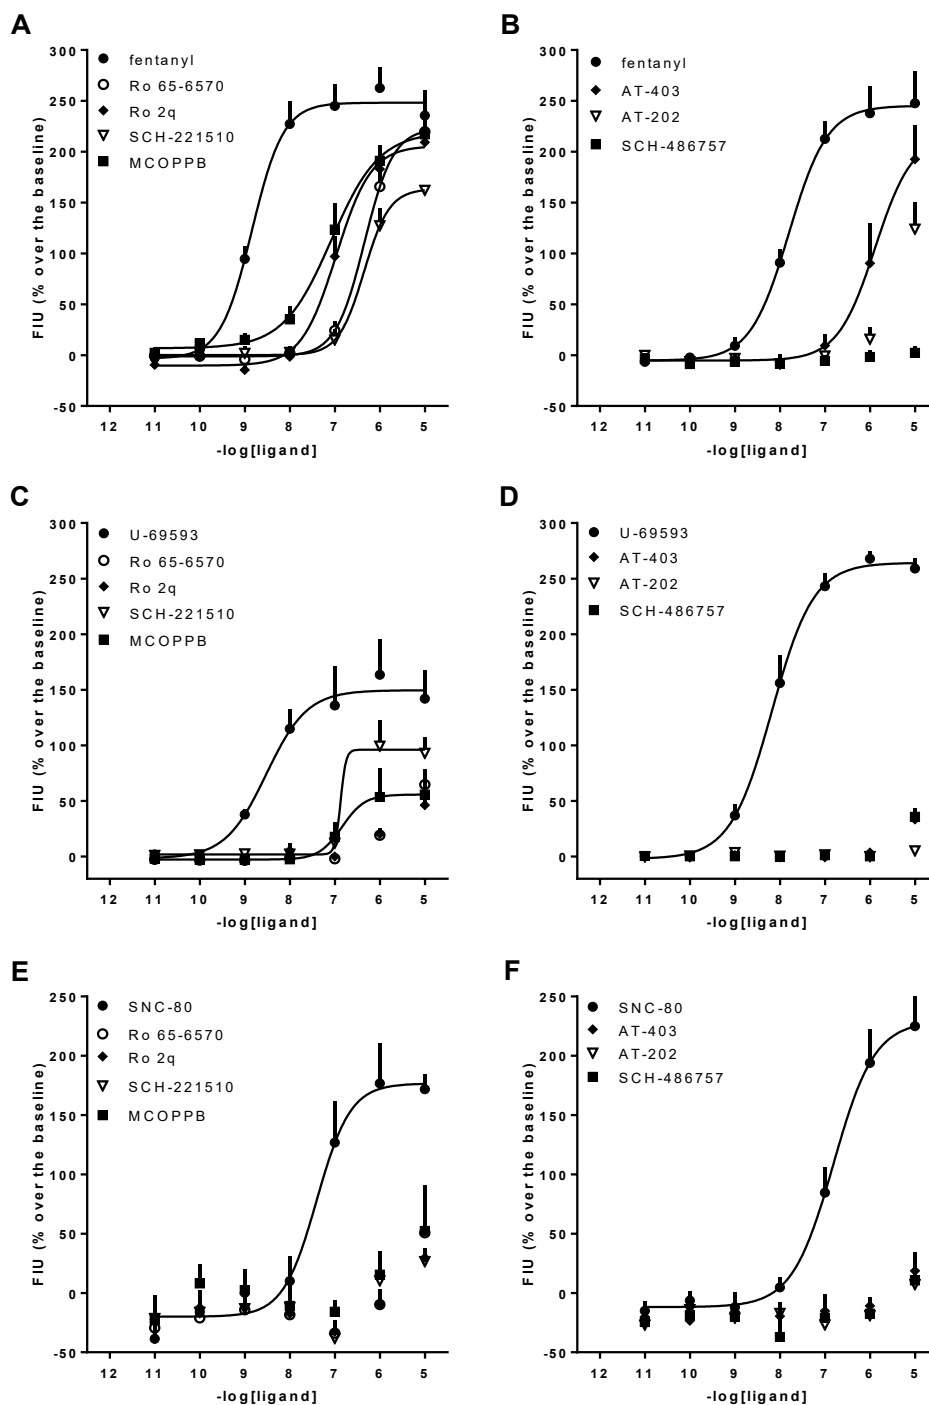 A
300
250
200
150
100
50
0
-50
FIU (% over the baseline)
fentanyl
Ro 65-6570
Ro 2q
SCH-221510
MCOPPB
12 11 10 9 8 7 6 5
-log[ligand]
B
300
250
200
150
100
50
0
-50
FIU (% over the baseline)
fentanyl
AT-403
AT-202
SCH-486757
12 11 10 9 8 7 6 5
-log[ligand]
C
300
250
200
150
100
50
0
FIU (% over the baseline)
U-69593
Ro 65-6570
Ro 2q
SCH-221510
MCOPPB
12 11 10 9 8 7 6 5
-log[ligand]
D
300
250
200
150
100
50
0
FIU (% over the baseline)
U-69593
AT-403
AT-202
SCH-486757
12 11 10 9 8 7 6 5
-log[ligand]
E
250
200
150
100
50
0
-50
FIU (% over the baseline)
SNC-80
Ro 65-6570
Ro 2q
SCH-221510
MCOPPB
12 11 10 9 8 7 6 5
-log[ligand]
F
250
200
150
100
50
0
-50
FIU (% over the baseline)
SNC-80
AT-403
AT-202
SCH-486757
12 11 10 9 8 7 6 5
-log[ligand]